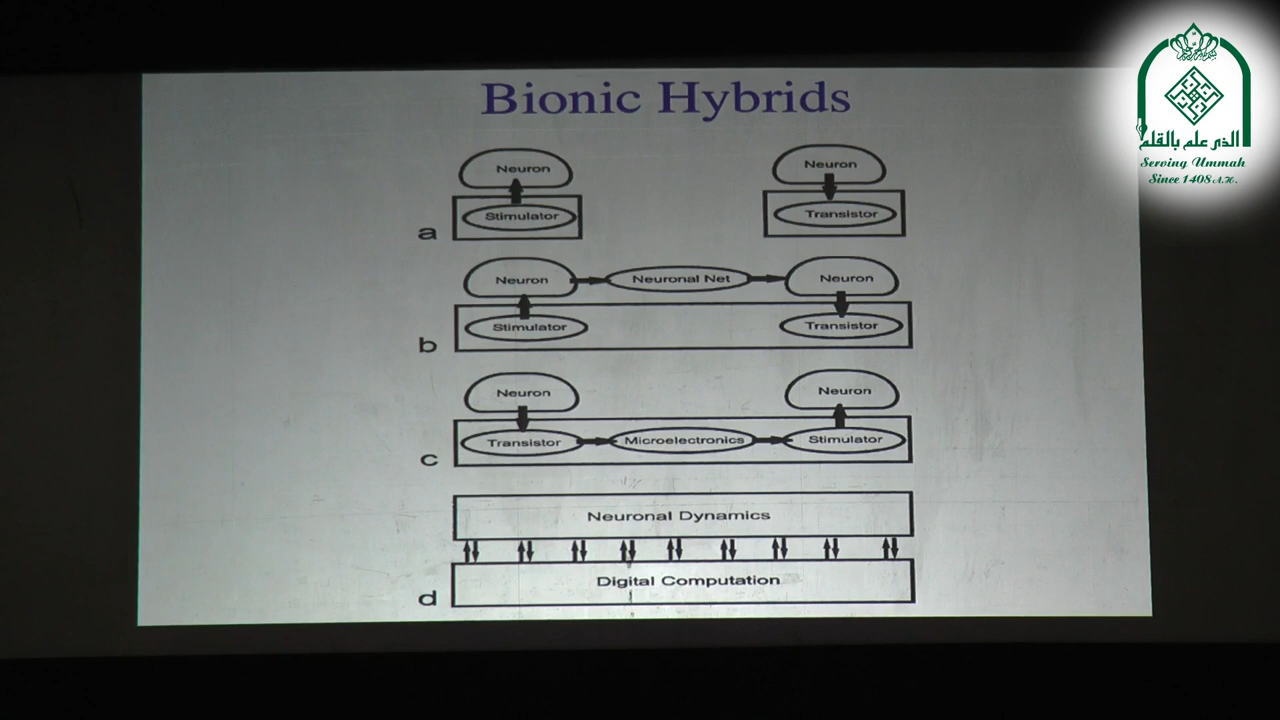 Bionic Hybrids
Neuron
Neuron
Stimulator
Transistor
a
Neuron
Neuronal Net
Neuron
Stimulator
Transistor
b
Neuron
Neuron
Transistor
Microelectronics
Stimulator
c
Neuronal Dynamics
Digital Computation
d
الذي علم بالقلم
Serving Ummah
Since 1408 A.H.